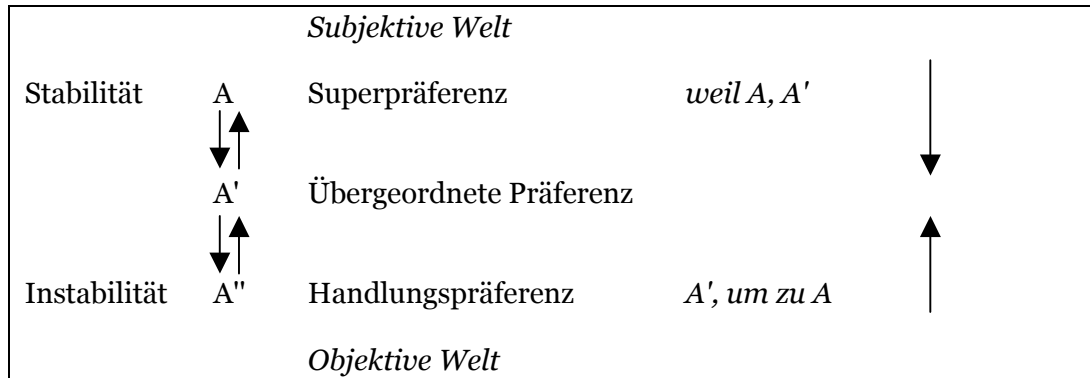 Subjektive Welt
Stabilität A Superpräferenz weil A, A'
A' Übergeordnete Präferenz
Instabilität A'' Handlungspräferenz A', um zu A
Objektive Welt